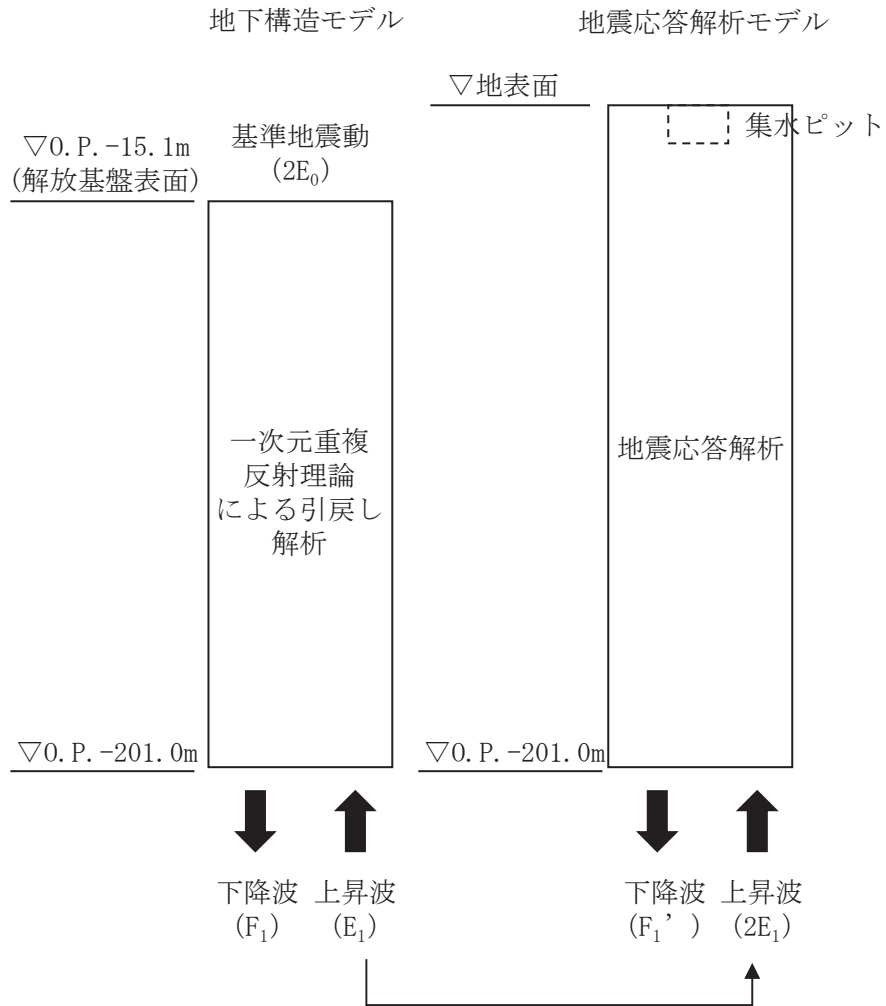 地下構造モデル
地震応答解析モデル
▽地表面
集水ピット
▽O.P.-15.1m
(解放基盤表面)
基準地震動
(2E₀)
一次元重複
反射理論
による引戻し
解析
地震応答解析
▽O.P.-201.0m
▽O.P.-201.0m
下降波
(F₁)
上昇波
(E₁)
下降波
(F₁’)
上昇波
(2E₁)